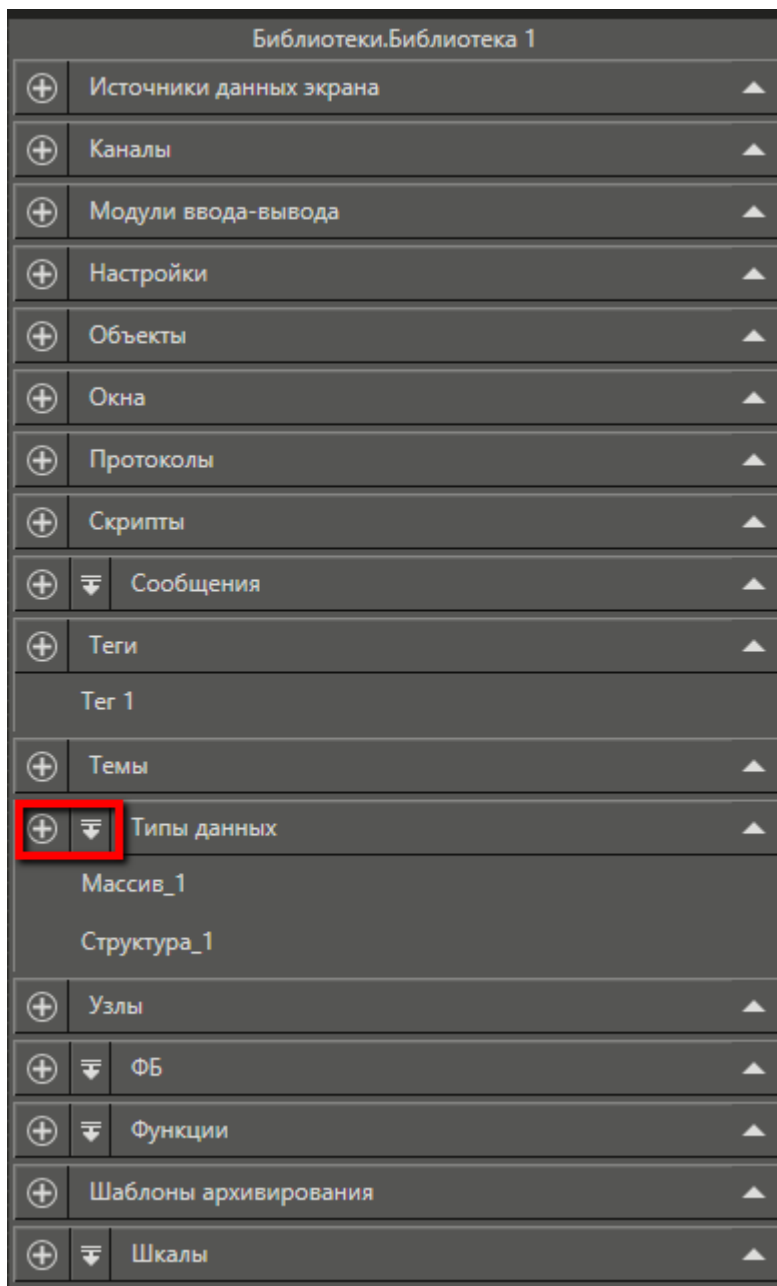 Библиотеки.Библиотека 1
Источники данных экрана
Каналы
Модули ввода-вывода
Настройки
Объекты
Окна
Протоколы
Скрипты
Сообщения
Теги
Тег 1
Темы
Типы данных
Массив_1
Структура_1
Узлы
ФБ
Функции
Шаблоны архивирования
Шкалы